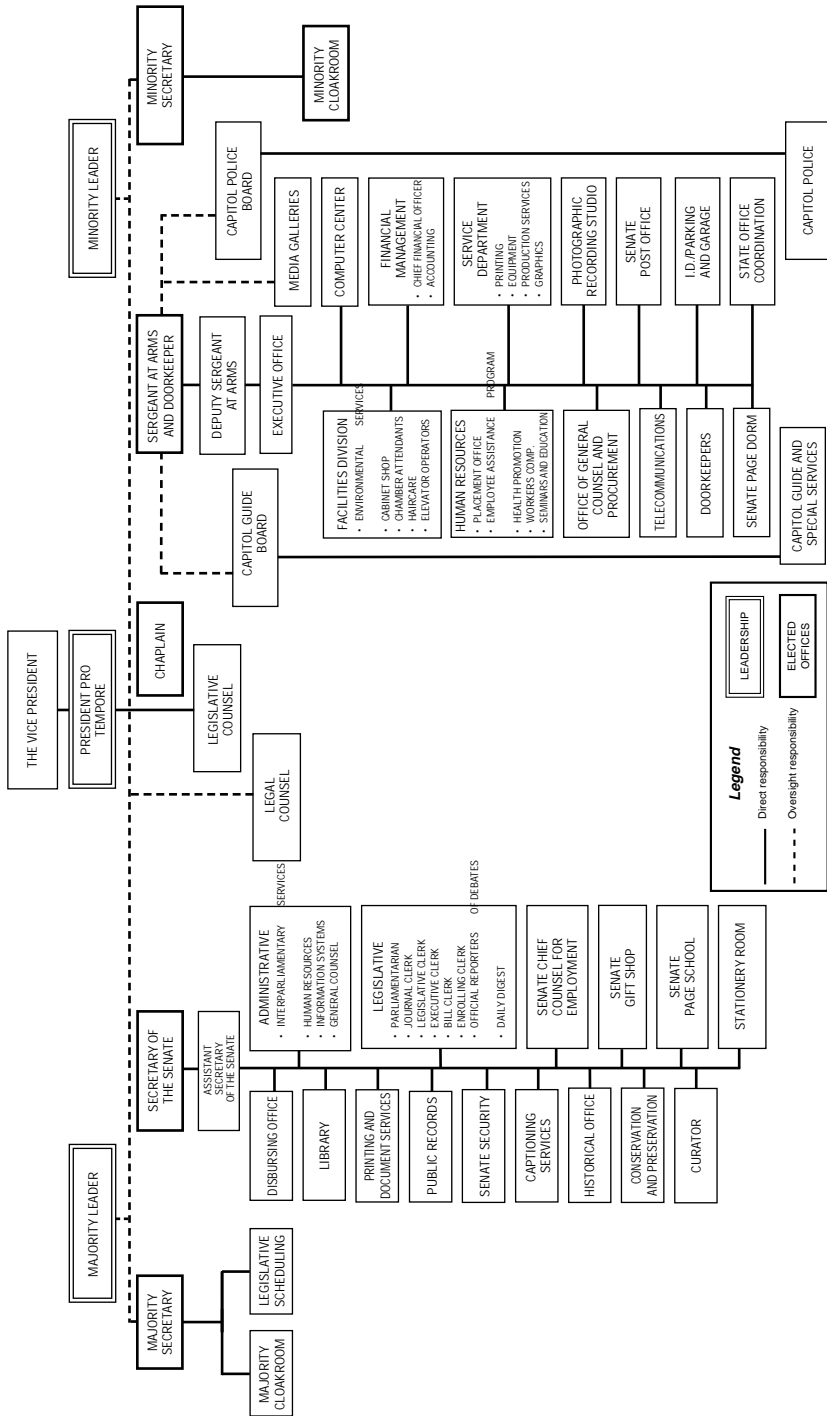 THE VICE PRESIDENT
MAJORITY LEADER
PRESIDENT PRO
TEMPORE
MINORITY LEADER
MAJORITY
SECRETARY
SECRETARY OF
THE SENATE
CHAPLAIN
SERGEANT AT ARMS
AND DOORKEEPER
MINORITY
SECRETARY
MAJORITY
CLOAKROOM
LEGISLATIVE
SCHEDULING
ASSISTANT
SECRETARY
OF THE SENATE
DISBURSING OFFICE
LIBRARY
PRINTING AND
DOCUMENT SERVICES
PUBLIC RECORDS
SENATE SECURITY
CAPTIONING
SERVICES
HISTORICAL OFFICE
CONSERVATION
AND PRESERVATION
CURATOR
ADMINISTRATIVE
• INTERPARLIAMENTARY SERVICES
• HUMAN RESOURCES
• INFORMATION SYSTEMS
• GENERAL COUNSEL
LEGISLATIVE
• PARLIAMENTARIAN
• JOURNAL CLERK
• LEGISLATIVE CLERK
• EXECUTIVE CLERK
• BILL CLERK
• ENROLLING CLERK
• OFFICIAL REPORTERS OF DEBATES
• DAILY DIGEST
SENATE CHIEF
COUNSEL FOR
EMPLOYMENT
SENATE
GIFT SHOP
SENATE
PAGE SCHOOL
STATIONERY ROOM
LEGAL
COUNSEL
LEGISLATIVE
COUNSEL
CAPITOL GUIDE
BOARD
CAPITOL GUIDE AND
SPECIAL SERVICES
DEPUTY SERGEANT
AT ARMS
EXECUTIVE OFFICE
FACILITIES DIVISION
• ENVIRONMENTAL SERVICES
• CABINET SHOP
• CHAMBER ATTENDANTS
• HAIRCARE
• ELEVATOR OPERATORS
HUMAN RESOURCES
• PLACEMENT OFFICE
• EMPLOYEE ASSISTANCE PROGRAM
• HEALTH PROMOTION
• WORKERS COMP.
• SEMINARS AND EDUCATION
OFFICE OF GENERAL
COUNSEL AND
PROCUREMENT
TELECOMMUNICATIONS
DOORKEEPERS
SENATE PAGE DORM
MEDIA GALLERIES
COMPUTER CENTER
FINANCIAL
MANAGEMENT
• CHIEF FINANCIAL OFFICER
• ACCOUNTING
SERVICE
DEPARTMENT
• PRINTING
• EQUIPMENT
• PRODUCTION SERVICES
• GRAPHICS
PHOTOGRAPHIC
RECORDING STUDIO
SENATE
POST OFFICE
I.D./PARKING
AND GARAGE
STATE OFFICE
COORDINATION
CAPITOL POLICE
BOARD
CAPITOL POLICE
MINORITY
CLOAKROOM
Legend
Direct responsibility
Oversight responsibility
LEADERSHIP
ELECTED
OFFICES